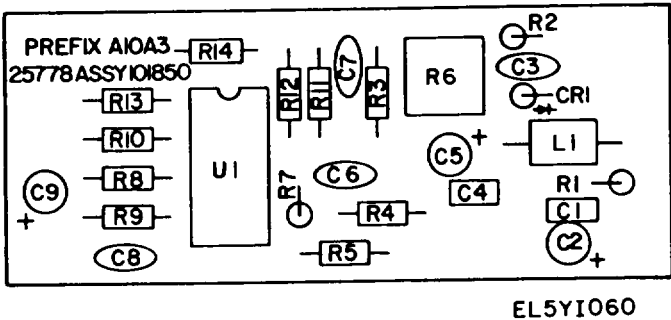 PREFIX A10A3
25778 ASSY 101850
R14
R13
R10
R8
R9
C9
+
C8
U1
R12
R11
C7
R3
R6
R2
C3
CR1
L1
R7
C6
C5
+
C4
R4
R5
R1
C1
C2
+
EL5YI060